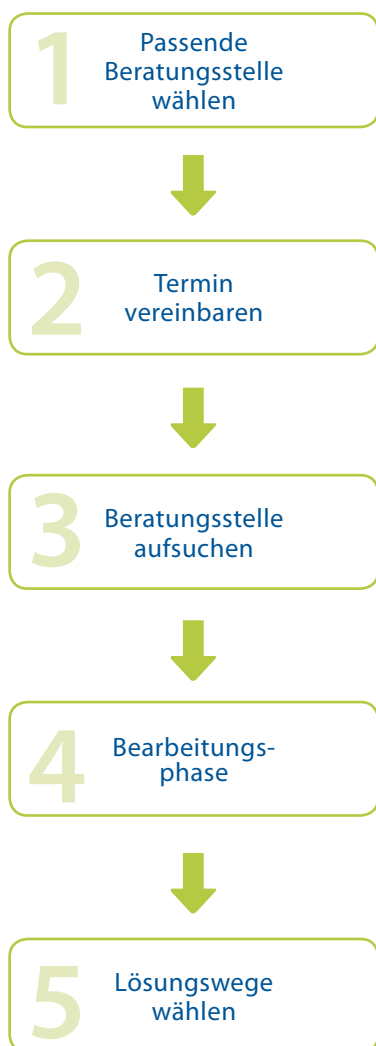 1
Passende
Beratungsstelle
wählen
2
Termin
vereinbaren
3
Beratungsstelle
aufsuchen
4
Bearbeitungs-
phase
5
Lösungswege
wählen